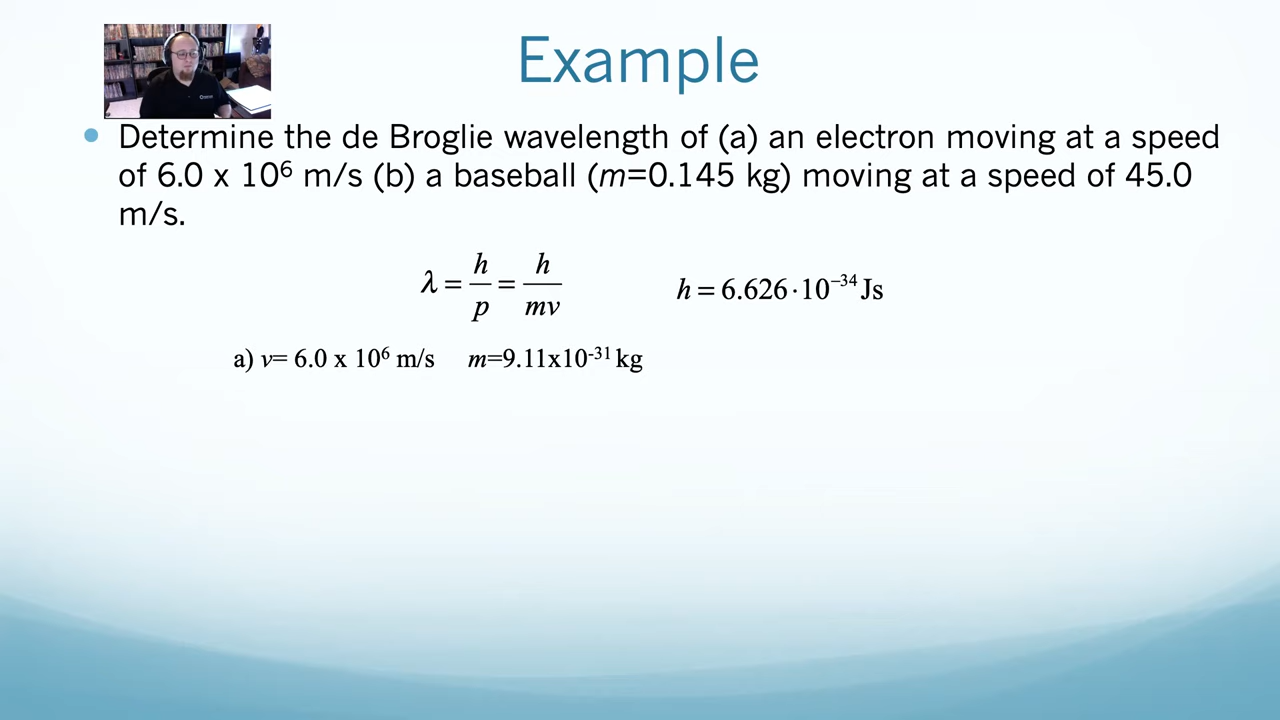 Example
• Determine the de Broglie wavelength of (a) an electron moving at a speed
of 6.0 x 10⁶ m/s (b) a baseball (m=0.145 kg) moving at a speed of 45.0
m/s.
λ = h/p = h/mv
h = 6.626·10⁻³⁴ Js
a) v= 6.0 x 10⁶ m/s m=9.11x10⁻³¹ kg